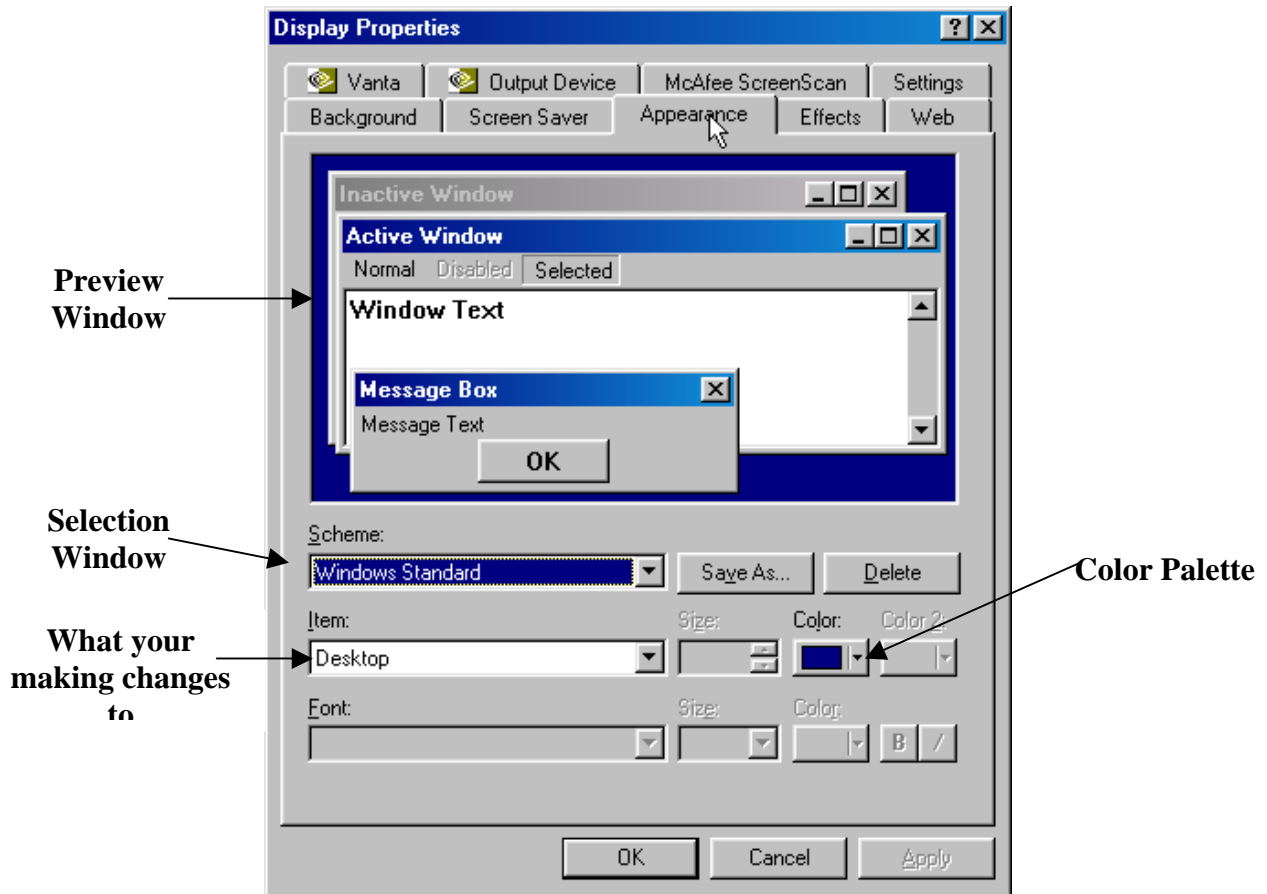 Display Properties
Vanta
Output Device
McAfee ScreenScan
Settings
Background
Screen Saver
Appearance
Effects
Web
Inactive Window
Active Window
Normal Disabled Selected
Window Text
Message Box
Message Text
OK
Preview
Window
Selection
Window
Scheme:
Windows Standard
Save As...
Delete
Color Palette
What your
making changes
to
Item:
Size:
Color:
Color 2:
Desktop
Font:
Size:
Color:
B /
OK
Cancel
Apply